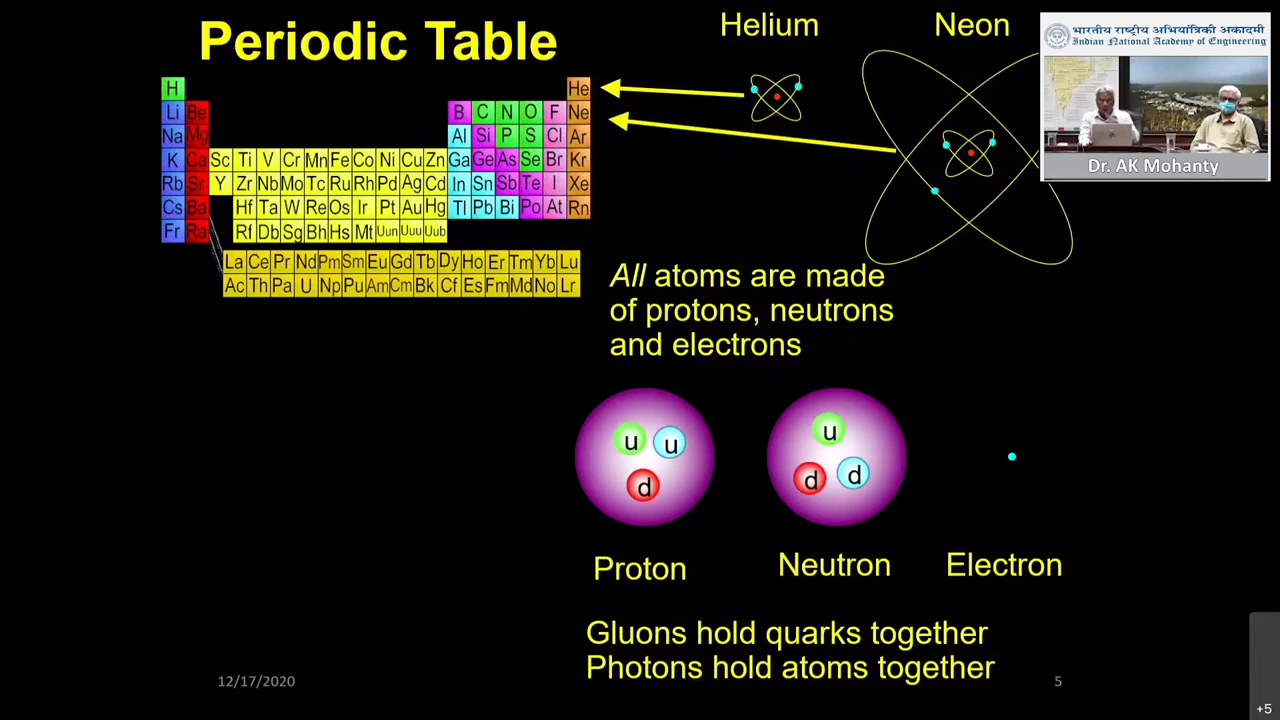 Periodic Table
Helium
Neon
भारतीय राष्ट्रीय अभियांत्रिकी अकादमी
Indian National Academy of Engineering
Dr. AK Mohanty
H He
Li Be B C N O F Ne
Na Mg Al Si P S Cl Ar
K Ca Sc Ti V Cr Mn Fe Co Ni Cu Zn Ga Ge As Se Br Kr
Rb Sr Y Zr Nb Mo Tc Ru Rh Pd Ag Cd In Sn Sb Te I Xe
Cs Ba Hf Ta W Re Os Ir Pt Au Hg Tl Pb Bi Po At Rn
Fr Ra Rf Db Sg Bh Hs Mt Uun Uuu Uub
La Ce Pr Nd Pm Sm Eu Gd Tb Dy Ho Er Tm Yb Lu
Ac Th Pa U Np Pu Am Cm Bk Cf Es Fm Md No Lr
All atoms are made
of protons, neutrons
and electrons
u u
d
u
d d
Proton
Neutron
Electron
Gluons hold quarks together
Photons hold atoms together
12/17/2020
5
+5